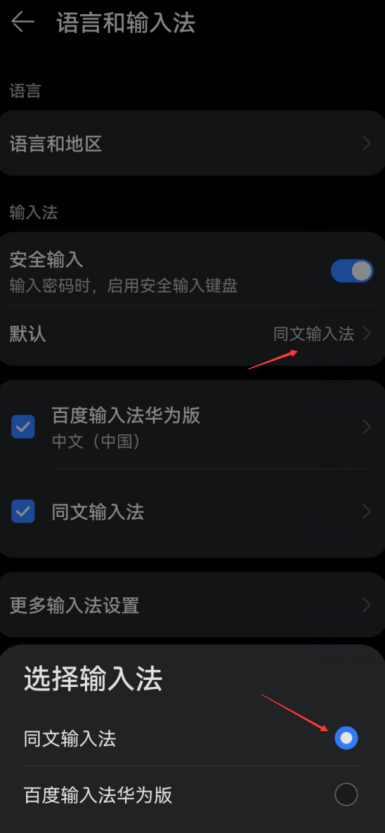 语言和输入法
语言
语言和地区
输入法
安全输入
输入密码时，启用安全输入键盘
默认
同文输入法
百度输入法华为版
中文（中国）
同文输入法
更多输入法设置
选择输入法
同文输入法
百度输入法华为版